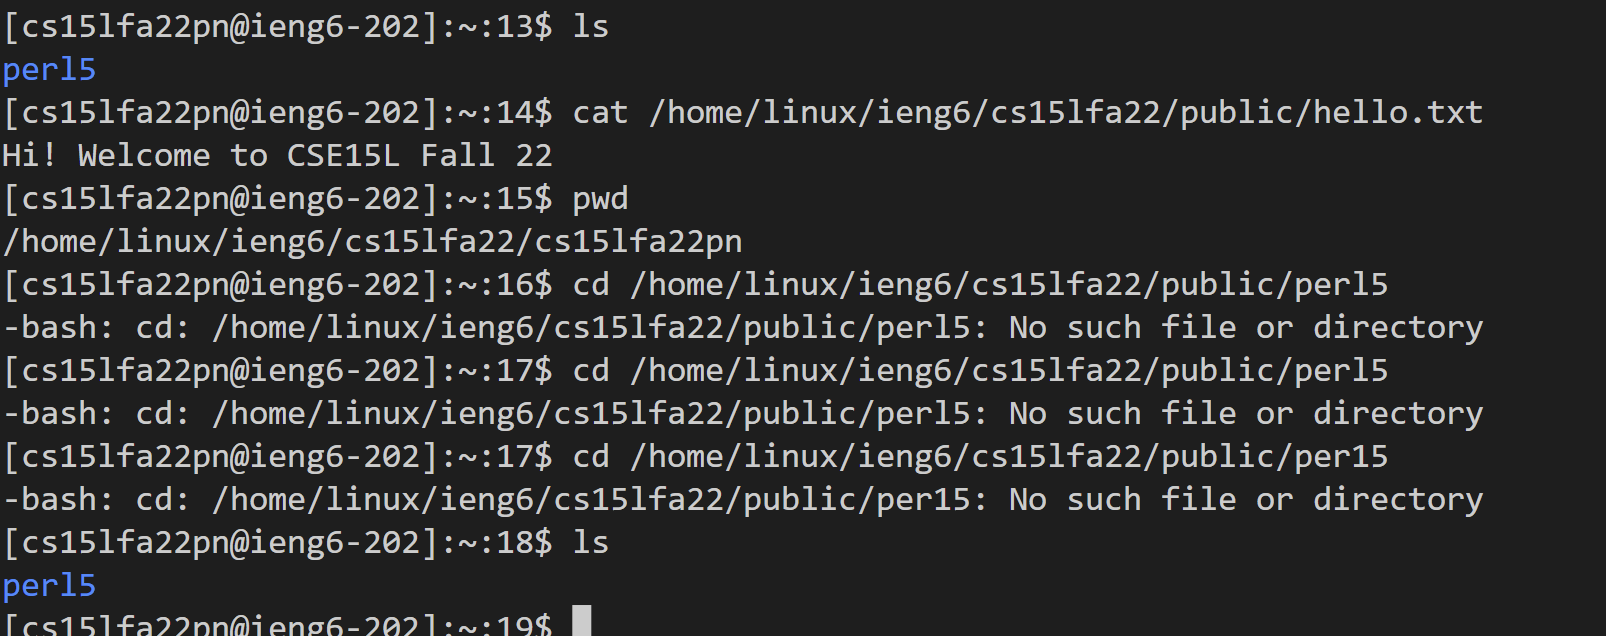 [cs15lfa22pn@ieng6-202]:~:13$ ls
perl5
[cs15lfa22pn@ieng6-202]:~:14$ cat /home/linux/ieng6/cs15lfa22/public/hello.txt
Hi! Welcome to CSE15L Fall 22
[cs15lfa22pn@ieng6-202]:~:15$ pwd
/home/linux/ieng6/cs15lfa22/cs15lfa22pn
[cs15lfa22pn@ieng6-202]:~:16$ cd /home/linux/ieng6/cs15lfa22/public/perl5
-bash: cd: /home/linux/ieng6/cs15lfa22/public/perl5: No such file or directory
[cs15lfa22pn@ieng6-202]:~:17$ cd /home/linux/ieng6/cs15lfa22/public/perl5
-bash: cd: /home/linux/ieng6/cs15lfa22/public/perl5: No such file or directory
[cs15lfa22pn@ieng6-202]:~:17$ cd /home/linux/ieng6/cs15lfa22/public/per15
-bash: cd: /home/linux/ieng6/cs15lfa22/public/per15: No such file or directory
[cs15lfa22pn@ieng6-202]:~:18$ ls
perl5
[cs15lfa22pn@ieng6-202]:~:19$